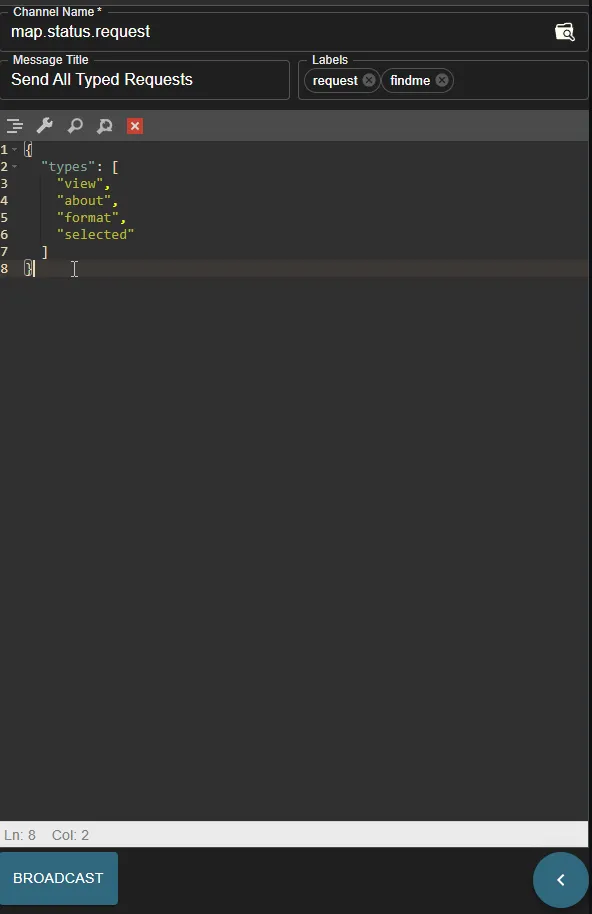 Channel Name *
map.status.request
Message Title
Send All Typed Requests
Labels
request
findme
1 {
2 "types": [
3 "view",
4 "about",
5 "format",
6 "selected"
7 ]
8 }
Ln: 8 Col: 2
BROADCAST